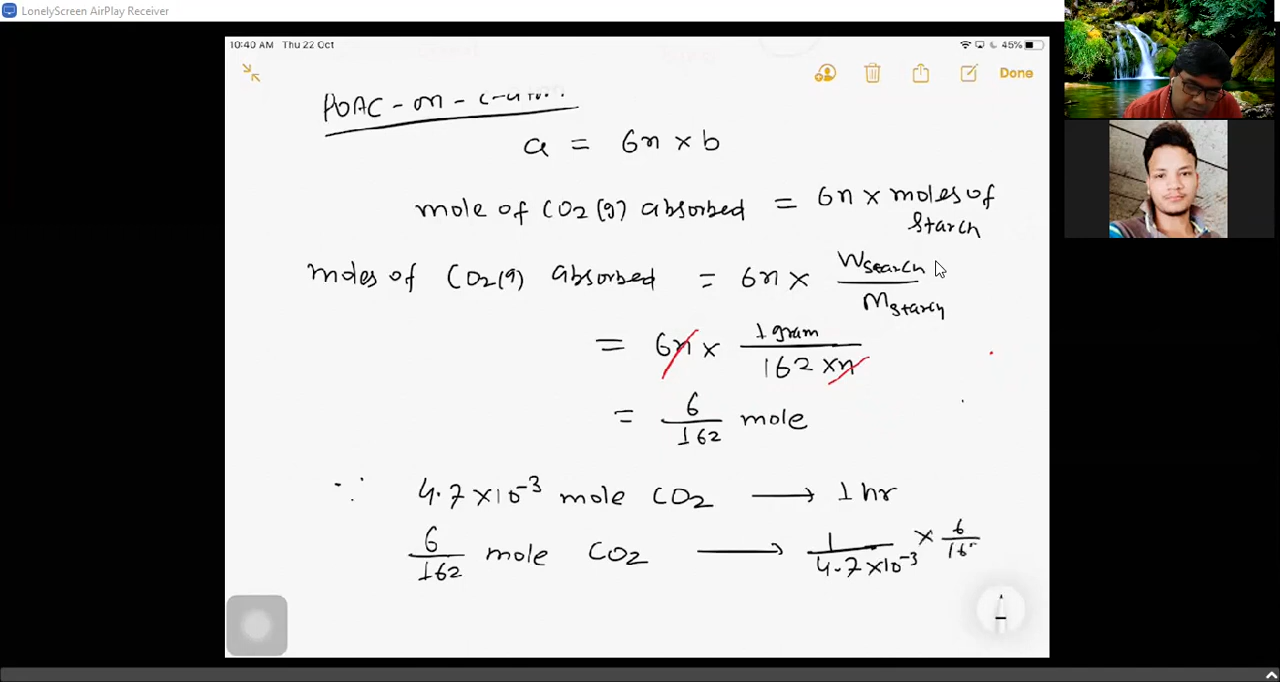 LonelyScreen AirPlay Receiver
10:40 AM Thu 22 Oct
45%
Done
POAC - on - C-atom
a = 6n × b
mole of CO2(g) absorbed = 6n × moles of starch
moles of CO2(g) absorbed = 6n × Wstarch / Mstarch
= 6n × 1 gram / 162 × n
= 6 / 162 mole
∵ 4.7 × 10⁻³ mole CO2 → 1 hr
6 / 162 mole CO2 → 1 / 4.7 × 10⁻³ × 6 / 16